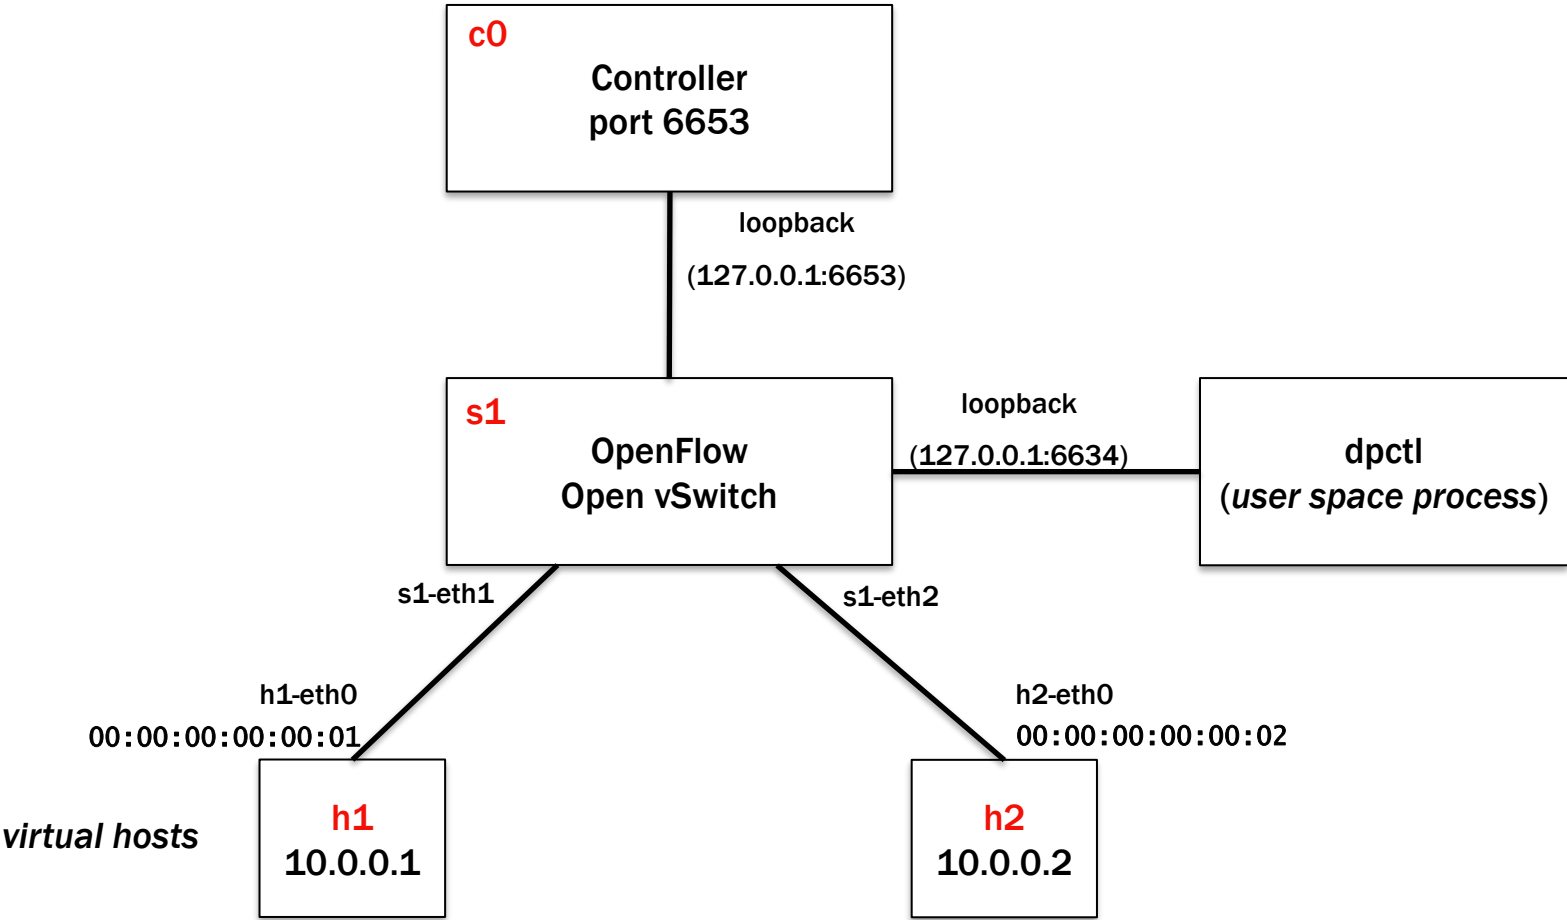 c0
Controller
port 6653
loopback
(127.0.0.1:6653)
s1
OpenFlow
Open vSwitch
loopback
(127.0.0.1:6634)
dpctl
(user space process)
s1-eth1
s1-eth2
h1-eth0
00:00:00:00:00:01
h2-eth0
00:00:00:00:00:02
virtual hosts
h1
10.0.0.1
h2
10.0.0.2